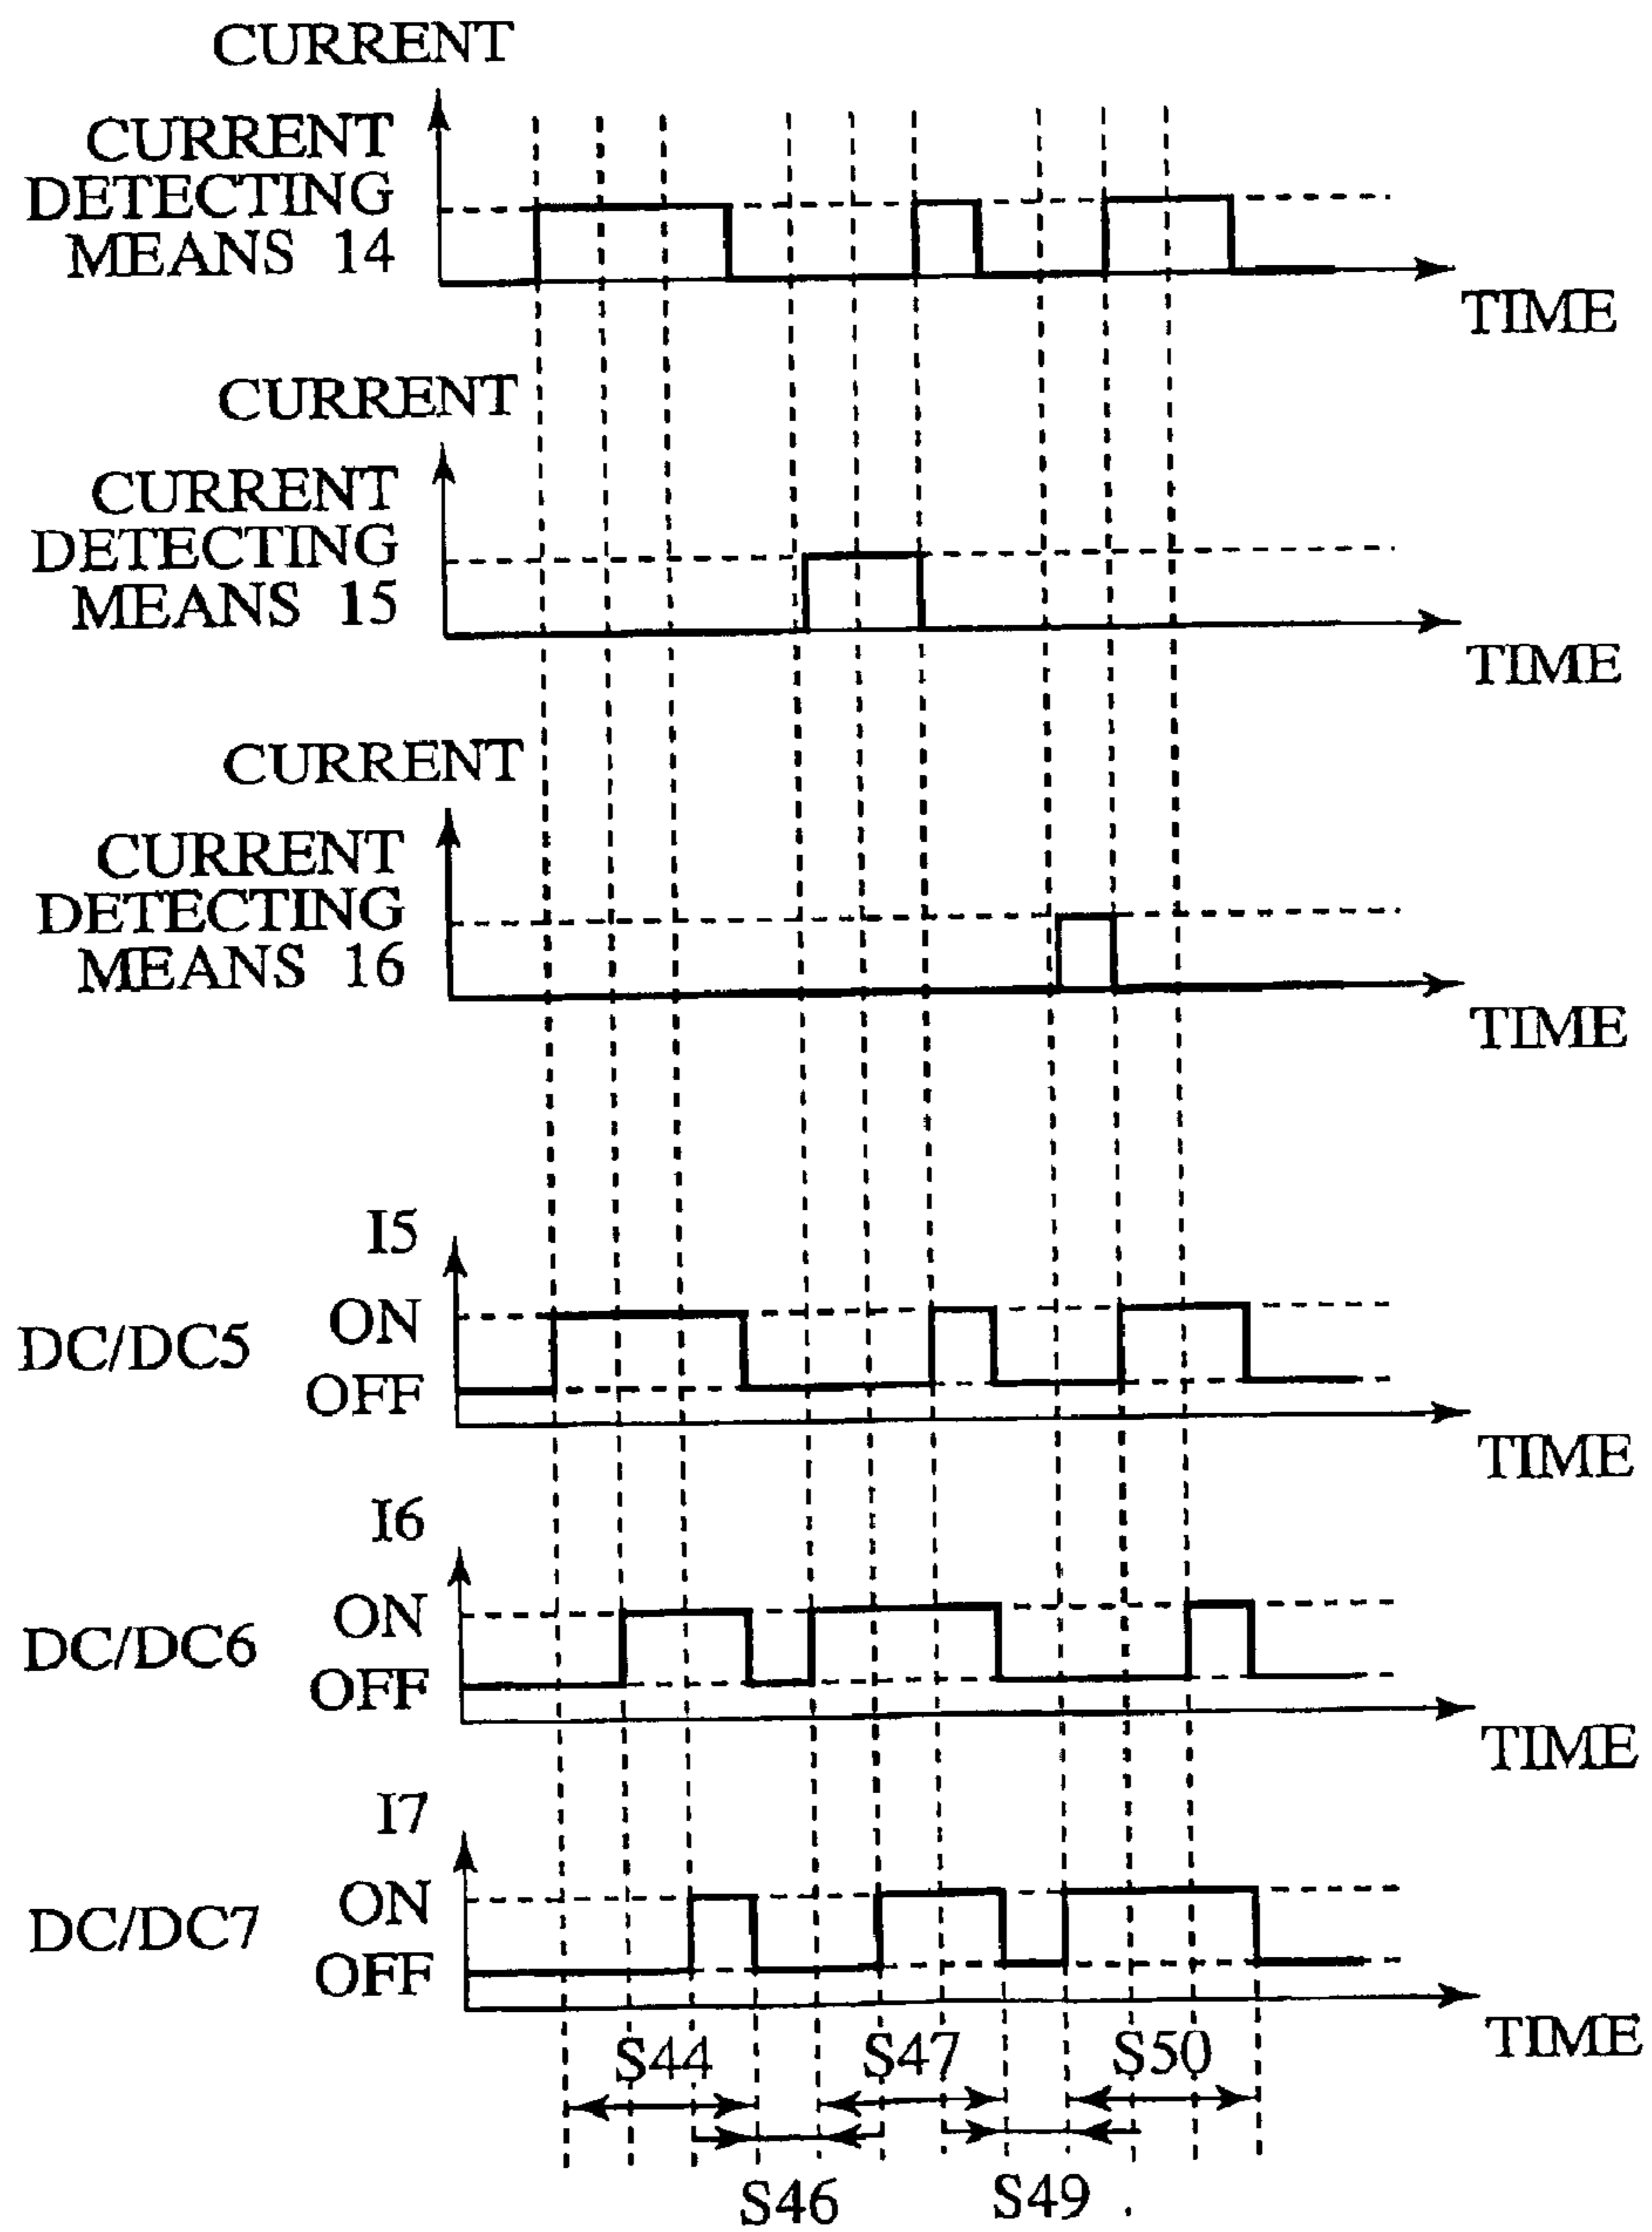 CURRENT
CURRENT
DETECTING
MEANS 14
TIME
CURRENT
CURRENT
DETECTING
MEANS 15
TIME
CURRENT
CURRENT
DETECTING
MEANS 16
TIME
I5
ON
DC/DC5
OFF
TIME
I6
ON
DC/DC6
OFF
TIME
I7
ON
DC/DC7
OFF
TIME
S44 S47 S50
S46 S49